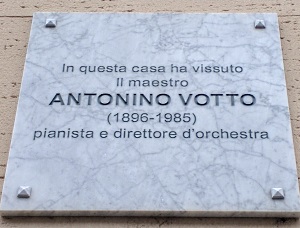 In questa casa ha vissuto
Il maestro
ANTONINO VOTTO
(1896-1985)
pianista e direttore d'orchestra